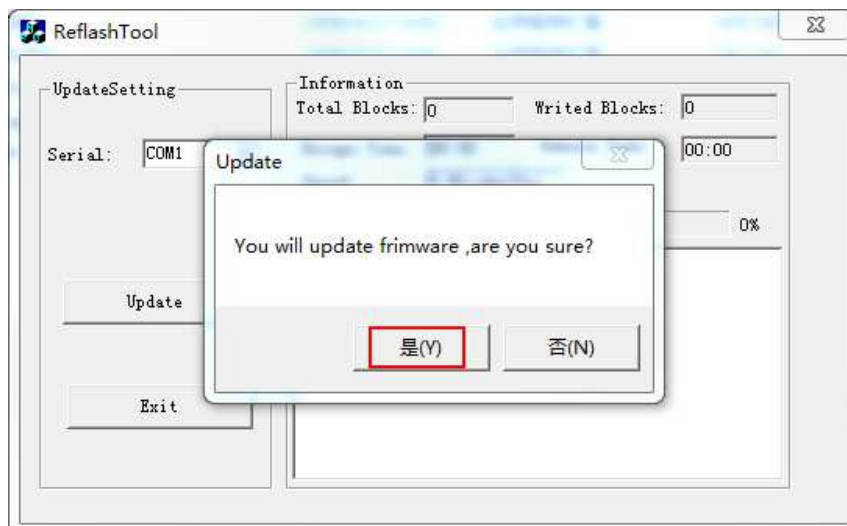 ReflashTool
UpdateSetting
Information
Total Blocks: 0
Writed Blocks: 0
Serial: COM1
00:00
Update
You will update frimware ,are you sure?
0%
Update
是(Y)
否(N)
Exit